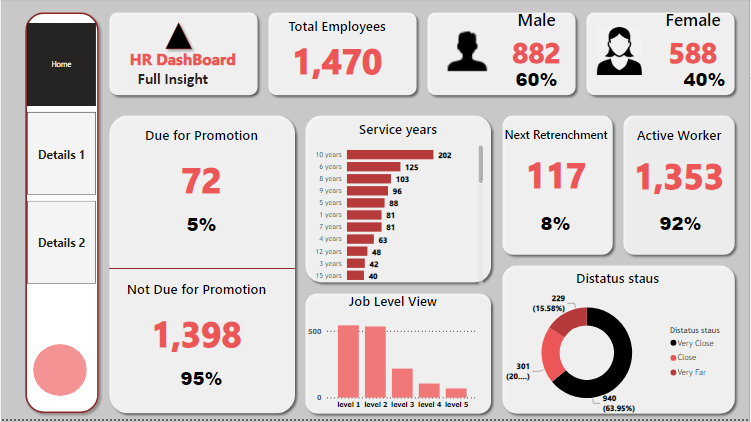 Home
Details 1
Details 2
HR DashBoard
Full Insight
Total Employees
1,470
Male
882
60%
Female
588
40%
Due for Promotion
72
5%
Not Due for Promotion
1,398
95%
Service years
10 years 202
6 years 125
8 years 103
9 years 96
5 years 88
1 years 81
7 years 81
4 years 63
12 years 48
3 years 42
15 years 40
Job Level View
500
0
level 1 level 2 level 3 level 4 level 5
Next Retrenchment
117
8%
Active Worker
1,353
92%
Distatus staus
229
(15.58%)
301
(20....)
940
(63.95%)
Distatus staus
Very Close
Close
Very Far